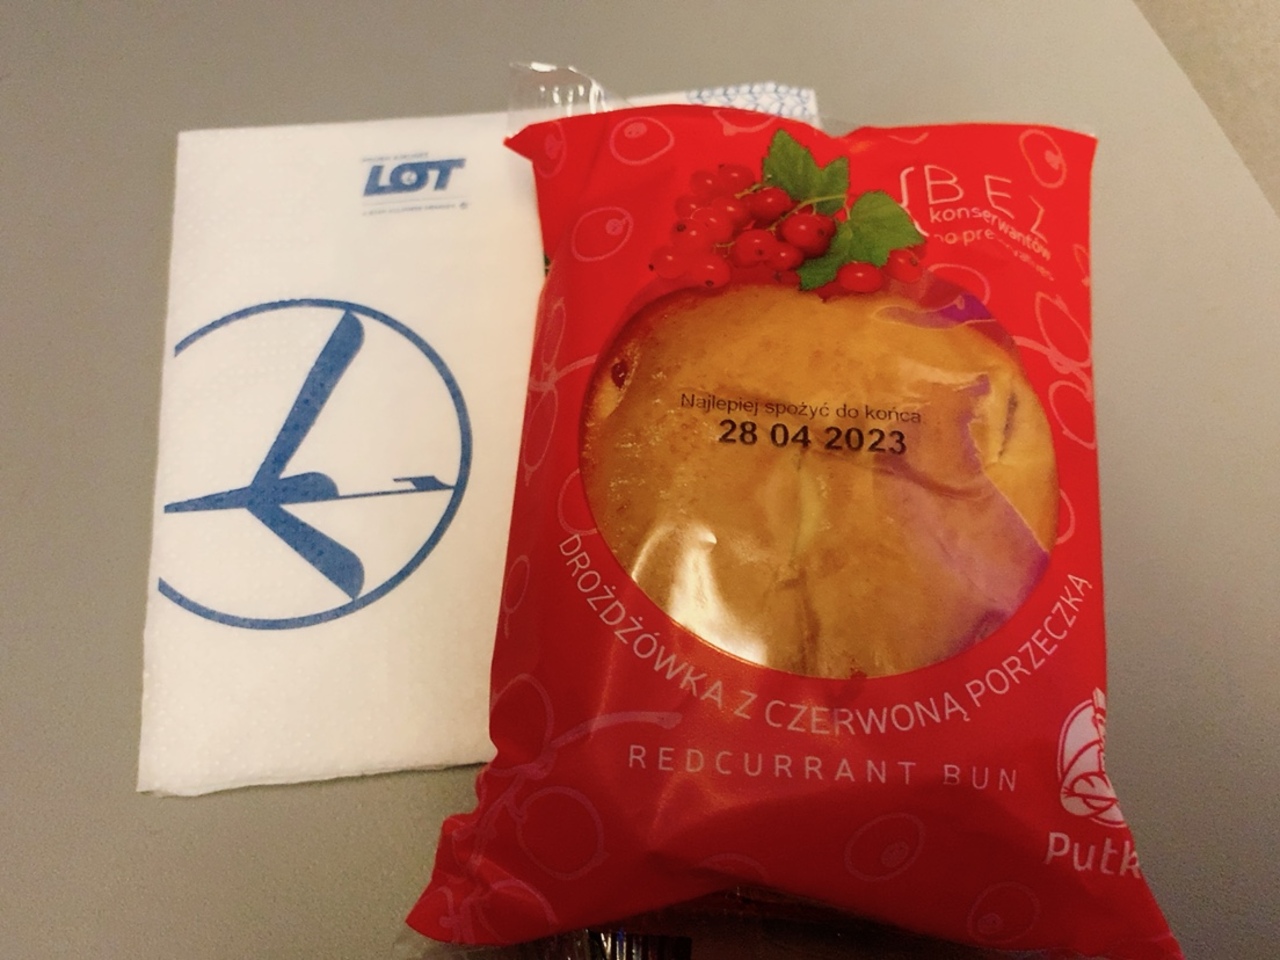 LOT
BEZ
konserwantów
Najlepiej spożyć do końca
28 04 2023
DROŻDŻÓWKA Z CZERWONĄ PORZECZKĄ
REDCURRANT BUN
Putk